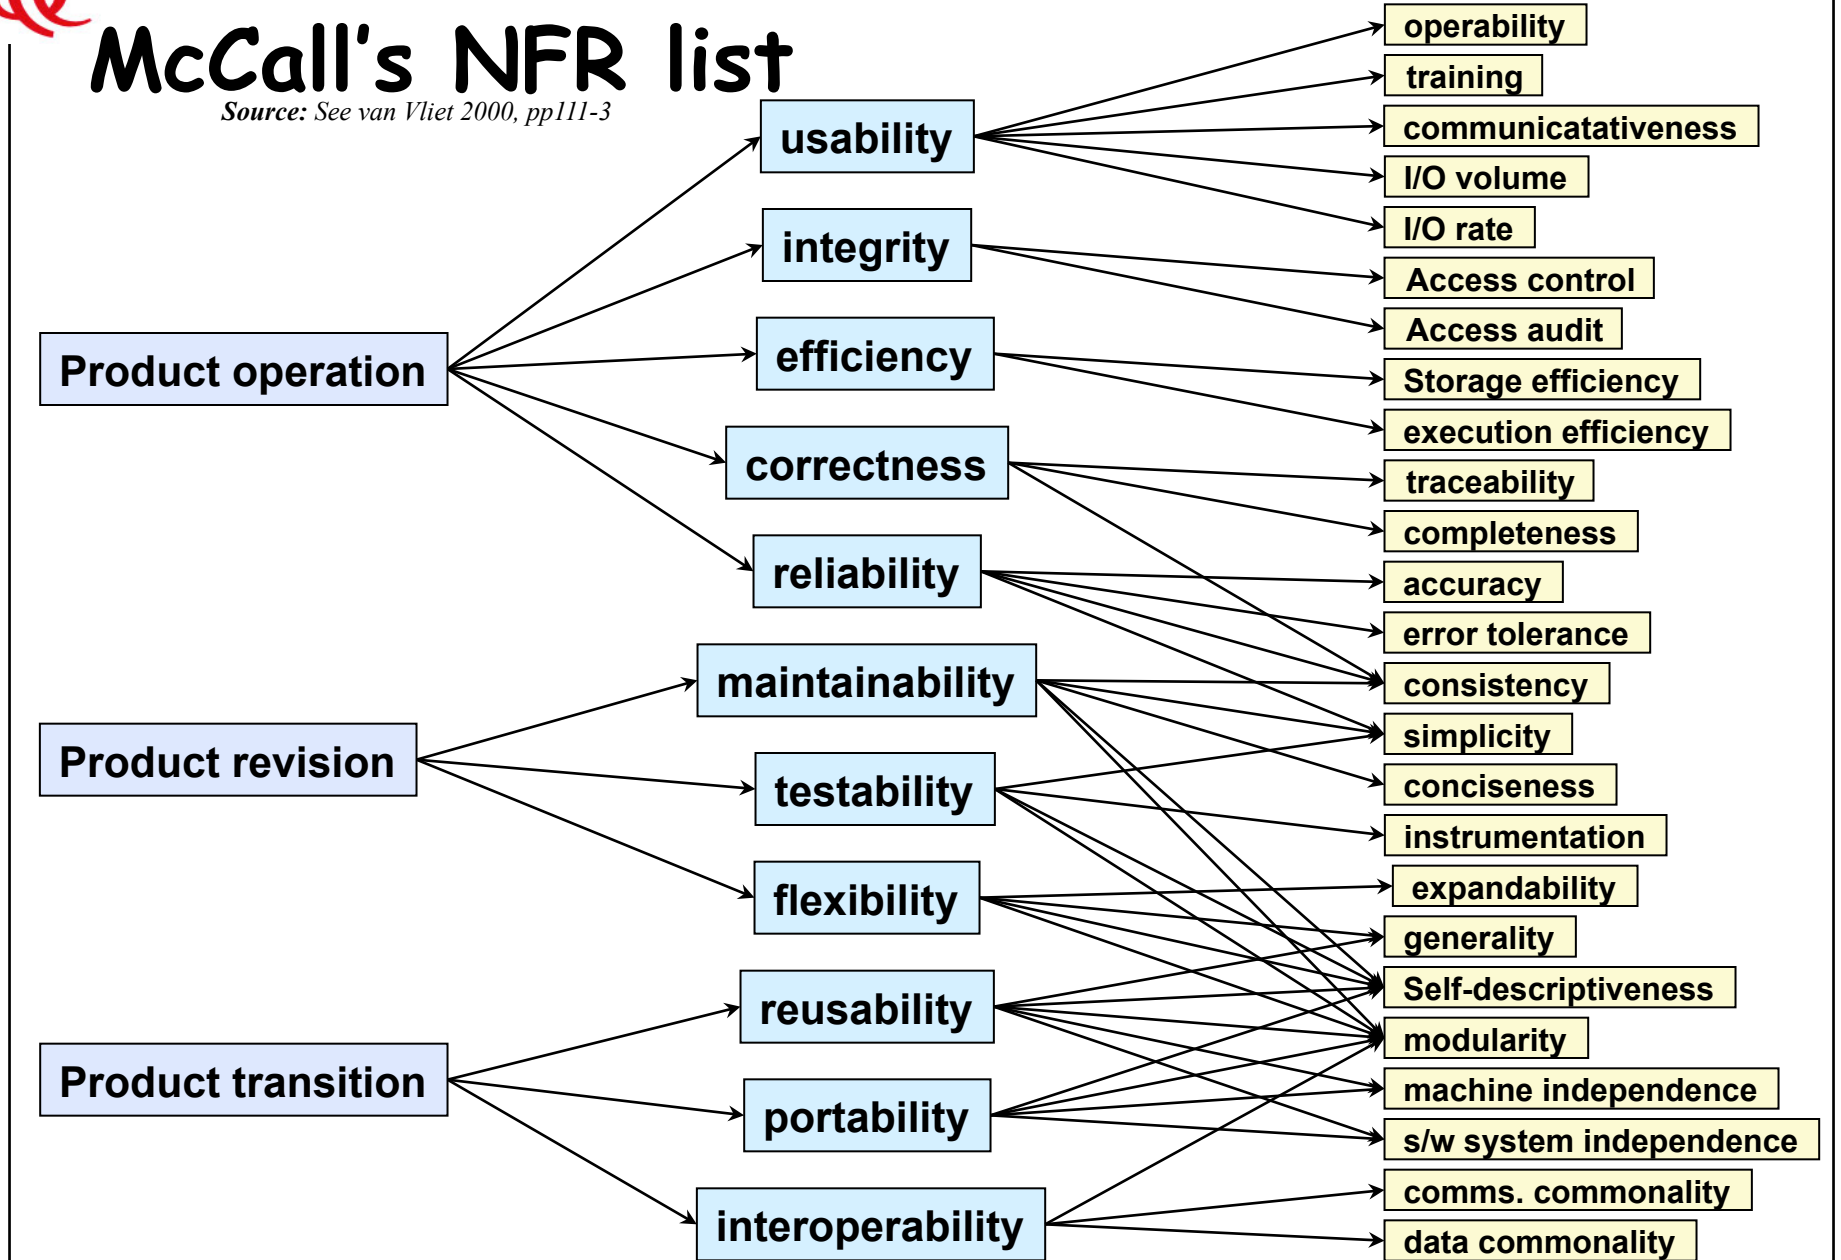 McCall's NFR list
Source: See van Vliet 2000, pp111-3
Product operation
Product revision
Product transition
usability
integrity
efficiency
correctness
reliability
maintainability
testability
flexibility
reusability
portability
interoperability
operability
training
communicatativeness
I/O volume
I/O rate
Access control
Access audit
Storage efficiency
execution efficiency
traceability
completeness
accuracy
error tolerance
consistency
simplicity
conciseness
instrumentation
expandability
generality
Self-descriptiveness
modularity
machine independence
s/w system independence
comms. commonality
data commonality